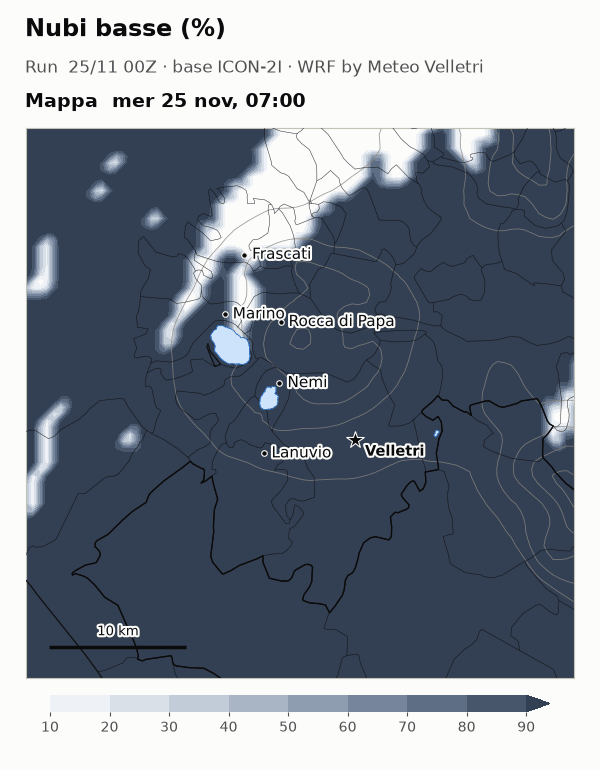 Nubi basse (%)
Run  25/11 00Z · base ICON-2I · WRF by Meteo Velletri
Mappa  mer 25 nov, 07:00
Frascati
Marino
Rocca di Papa
Nemi
Velletri
Lanuvio
10 km
10 20 30 40 50 60 70 80 90